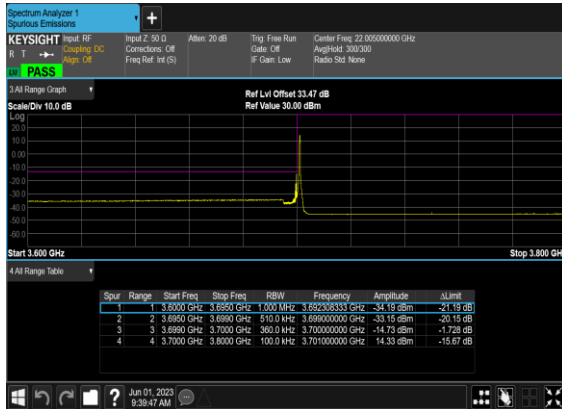 Spectrum Analyzer 1
Spurious Emissions
+
KEYSIGHT Input: RF Input Z: 50 Ω Atten: 20 dB Trig: Free Run Center Freq: 22.005000000 GHz
R T Coupling: DC Corrections: Off Gate: Off Avg|Hold: 300/300
Align: Off Freq Ref: Int (S) IF Gain: Low Radio Std: None
PASS
3 All Range Graph
Ref Lvl Offset 33.47 dB
Scale/Div 10.0 dB Ref Value 30.00 dBm
Log
20.0
10.0
0.00
-10.0
-20.0
-30.0
-40.0
-50.0
-60.0
Start 3.600 GHz Stop 3.800 GH
4 All Range Table
Spur Range Start Freq Stop Freq RBW Frequency Amplitude ΔLimit
1 1 3.6000 GHz 3.6950 GHz 1.000 MHz 3.692308333 GHz -34.19 dBm -21.19 dB
2 2 3.6950 GHz 3.6990 GHz 510.0 kHz 3.699000000 GHz -33.15 dBm -20.15 dB
3 3 3.6990 GHz 3.7000 GHz 360.0 kHz 3.700000000 GHz -14.73 dBm -1.728 dB
4 4 3.7000 GHz 3.8000 GHz 100.0 kHz 3.701000000 GHz 14.33 dBm -15.67 dB
?
Jun 01, 2023
9:39:47 AM